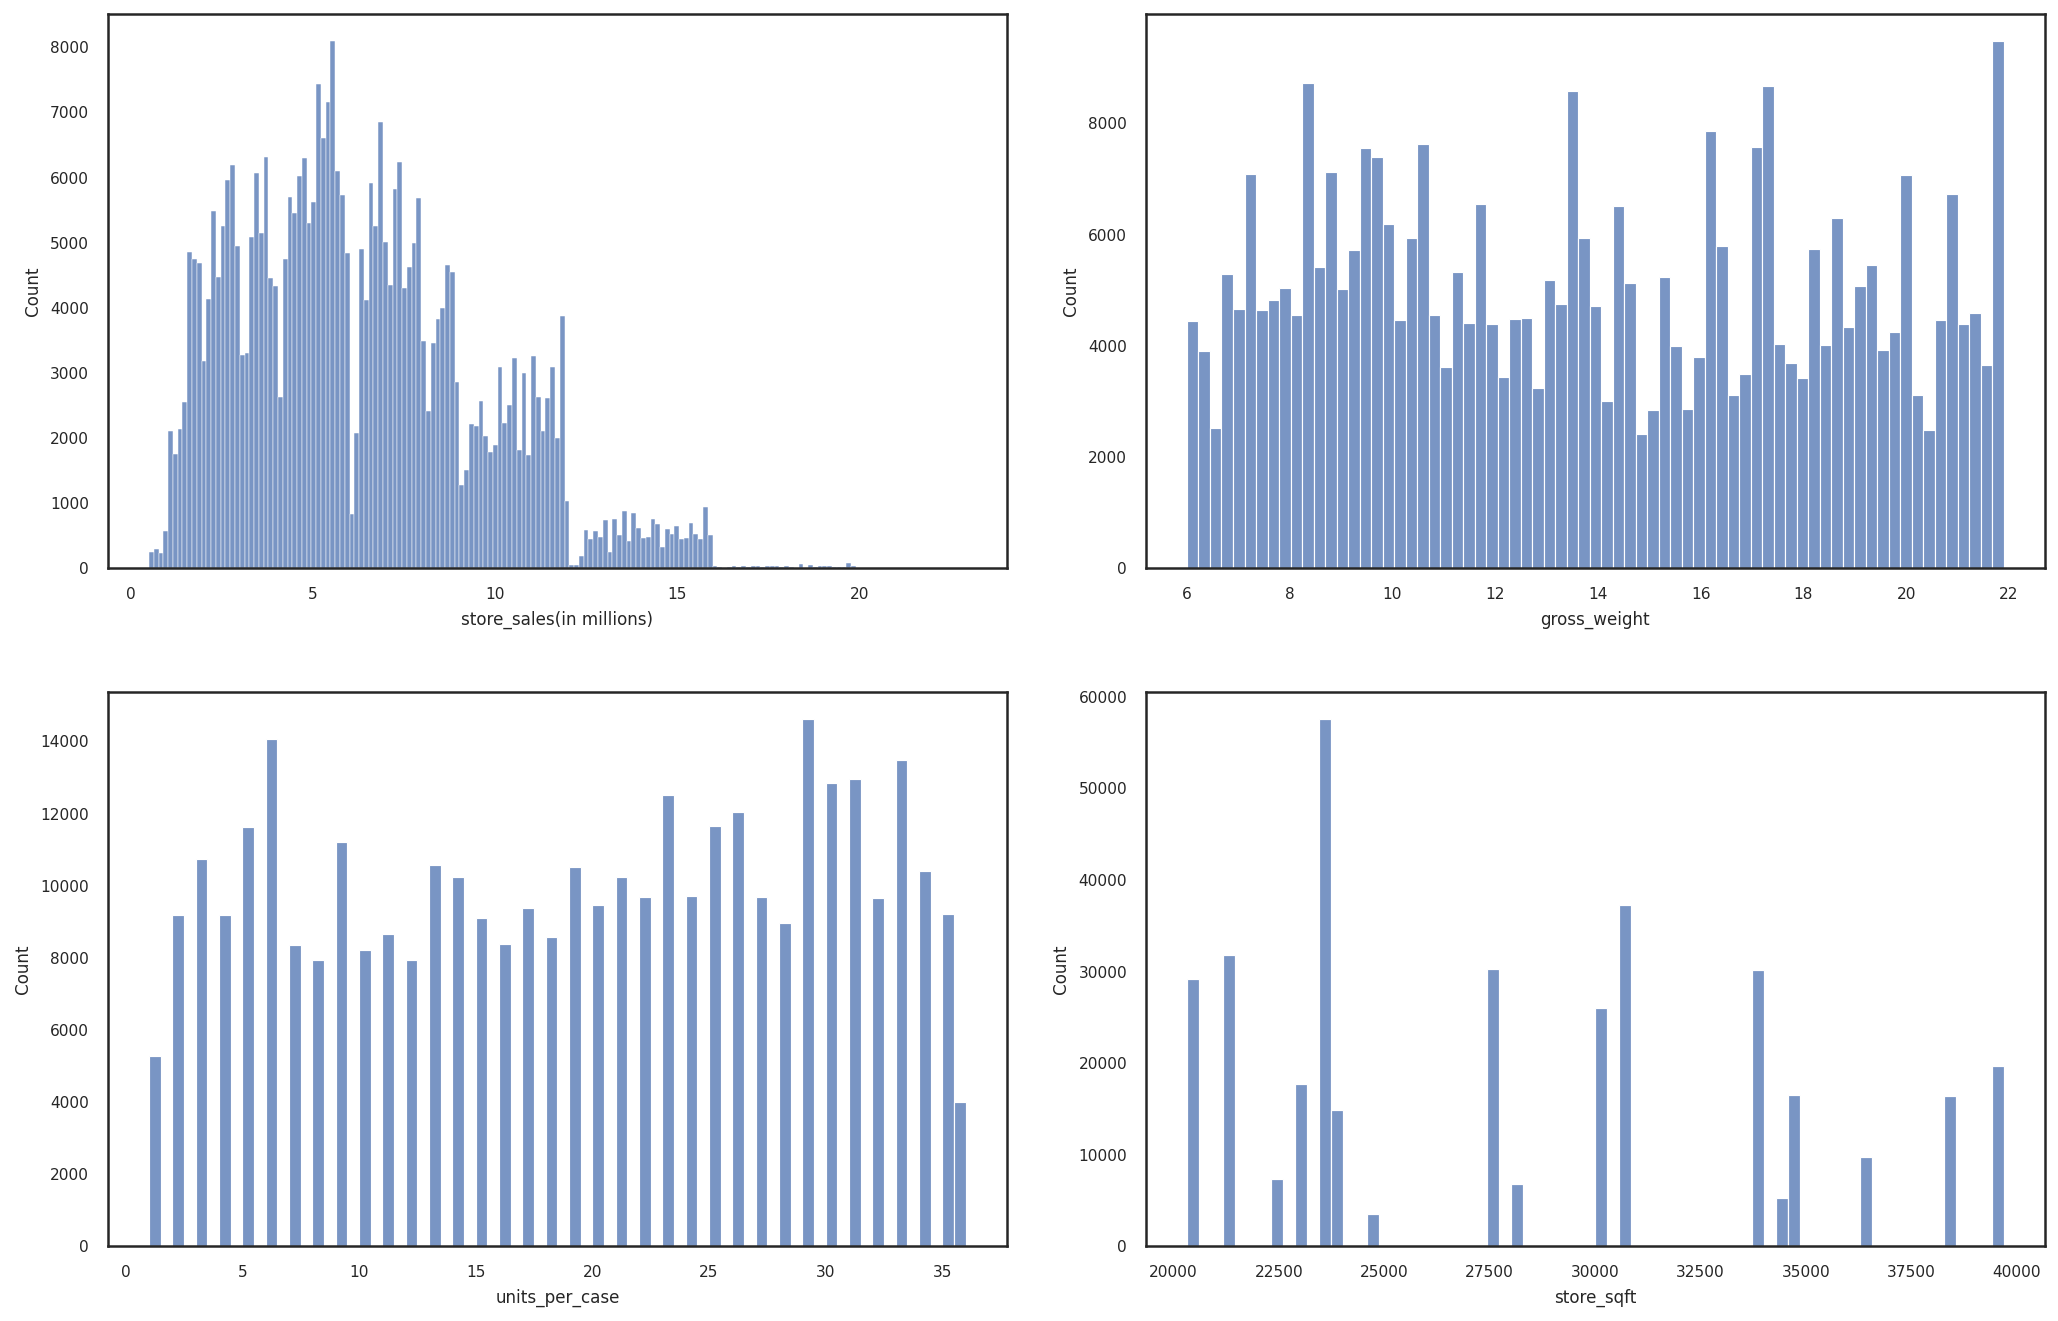 8000
7000
6000
5000
4000
3000
2000
1000
0
Count
0 5 10 15 20
store_sales(in millions)
8000
6000
4000
2000
0
Count
6 8 10 12 14 16 18 20 22
gross_weight
14000
12000
10000
8000
6000
4000
2000
0
Count
0 5 10 15 20 25 30 35
units_per_case
60000
50000
40000
30000
20000
10000
0
Count
20000 22500 25000 27500 30000 32500 35000 37500 40000
store_sqft